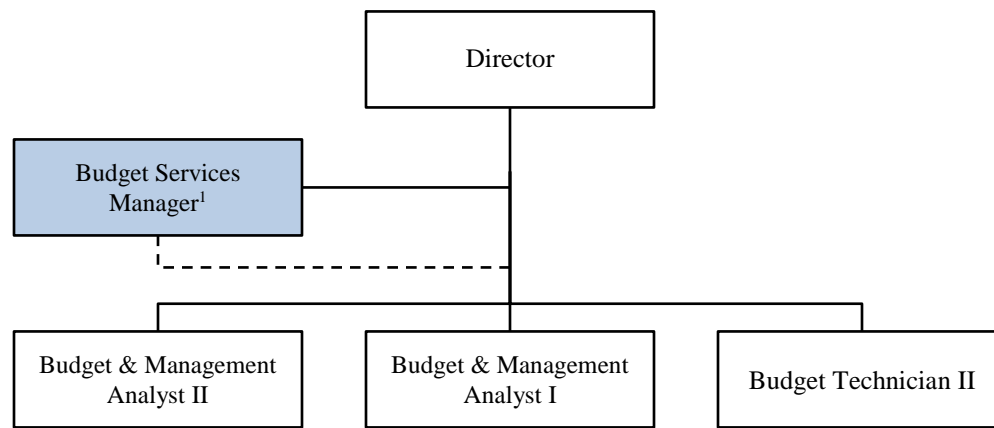 Director
Budget Services
Manager¹
Budget & Management
Analyst II
Budget & Management
Analyst I
Budget Technician II